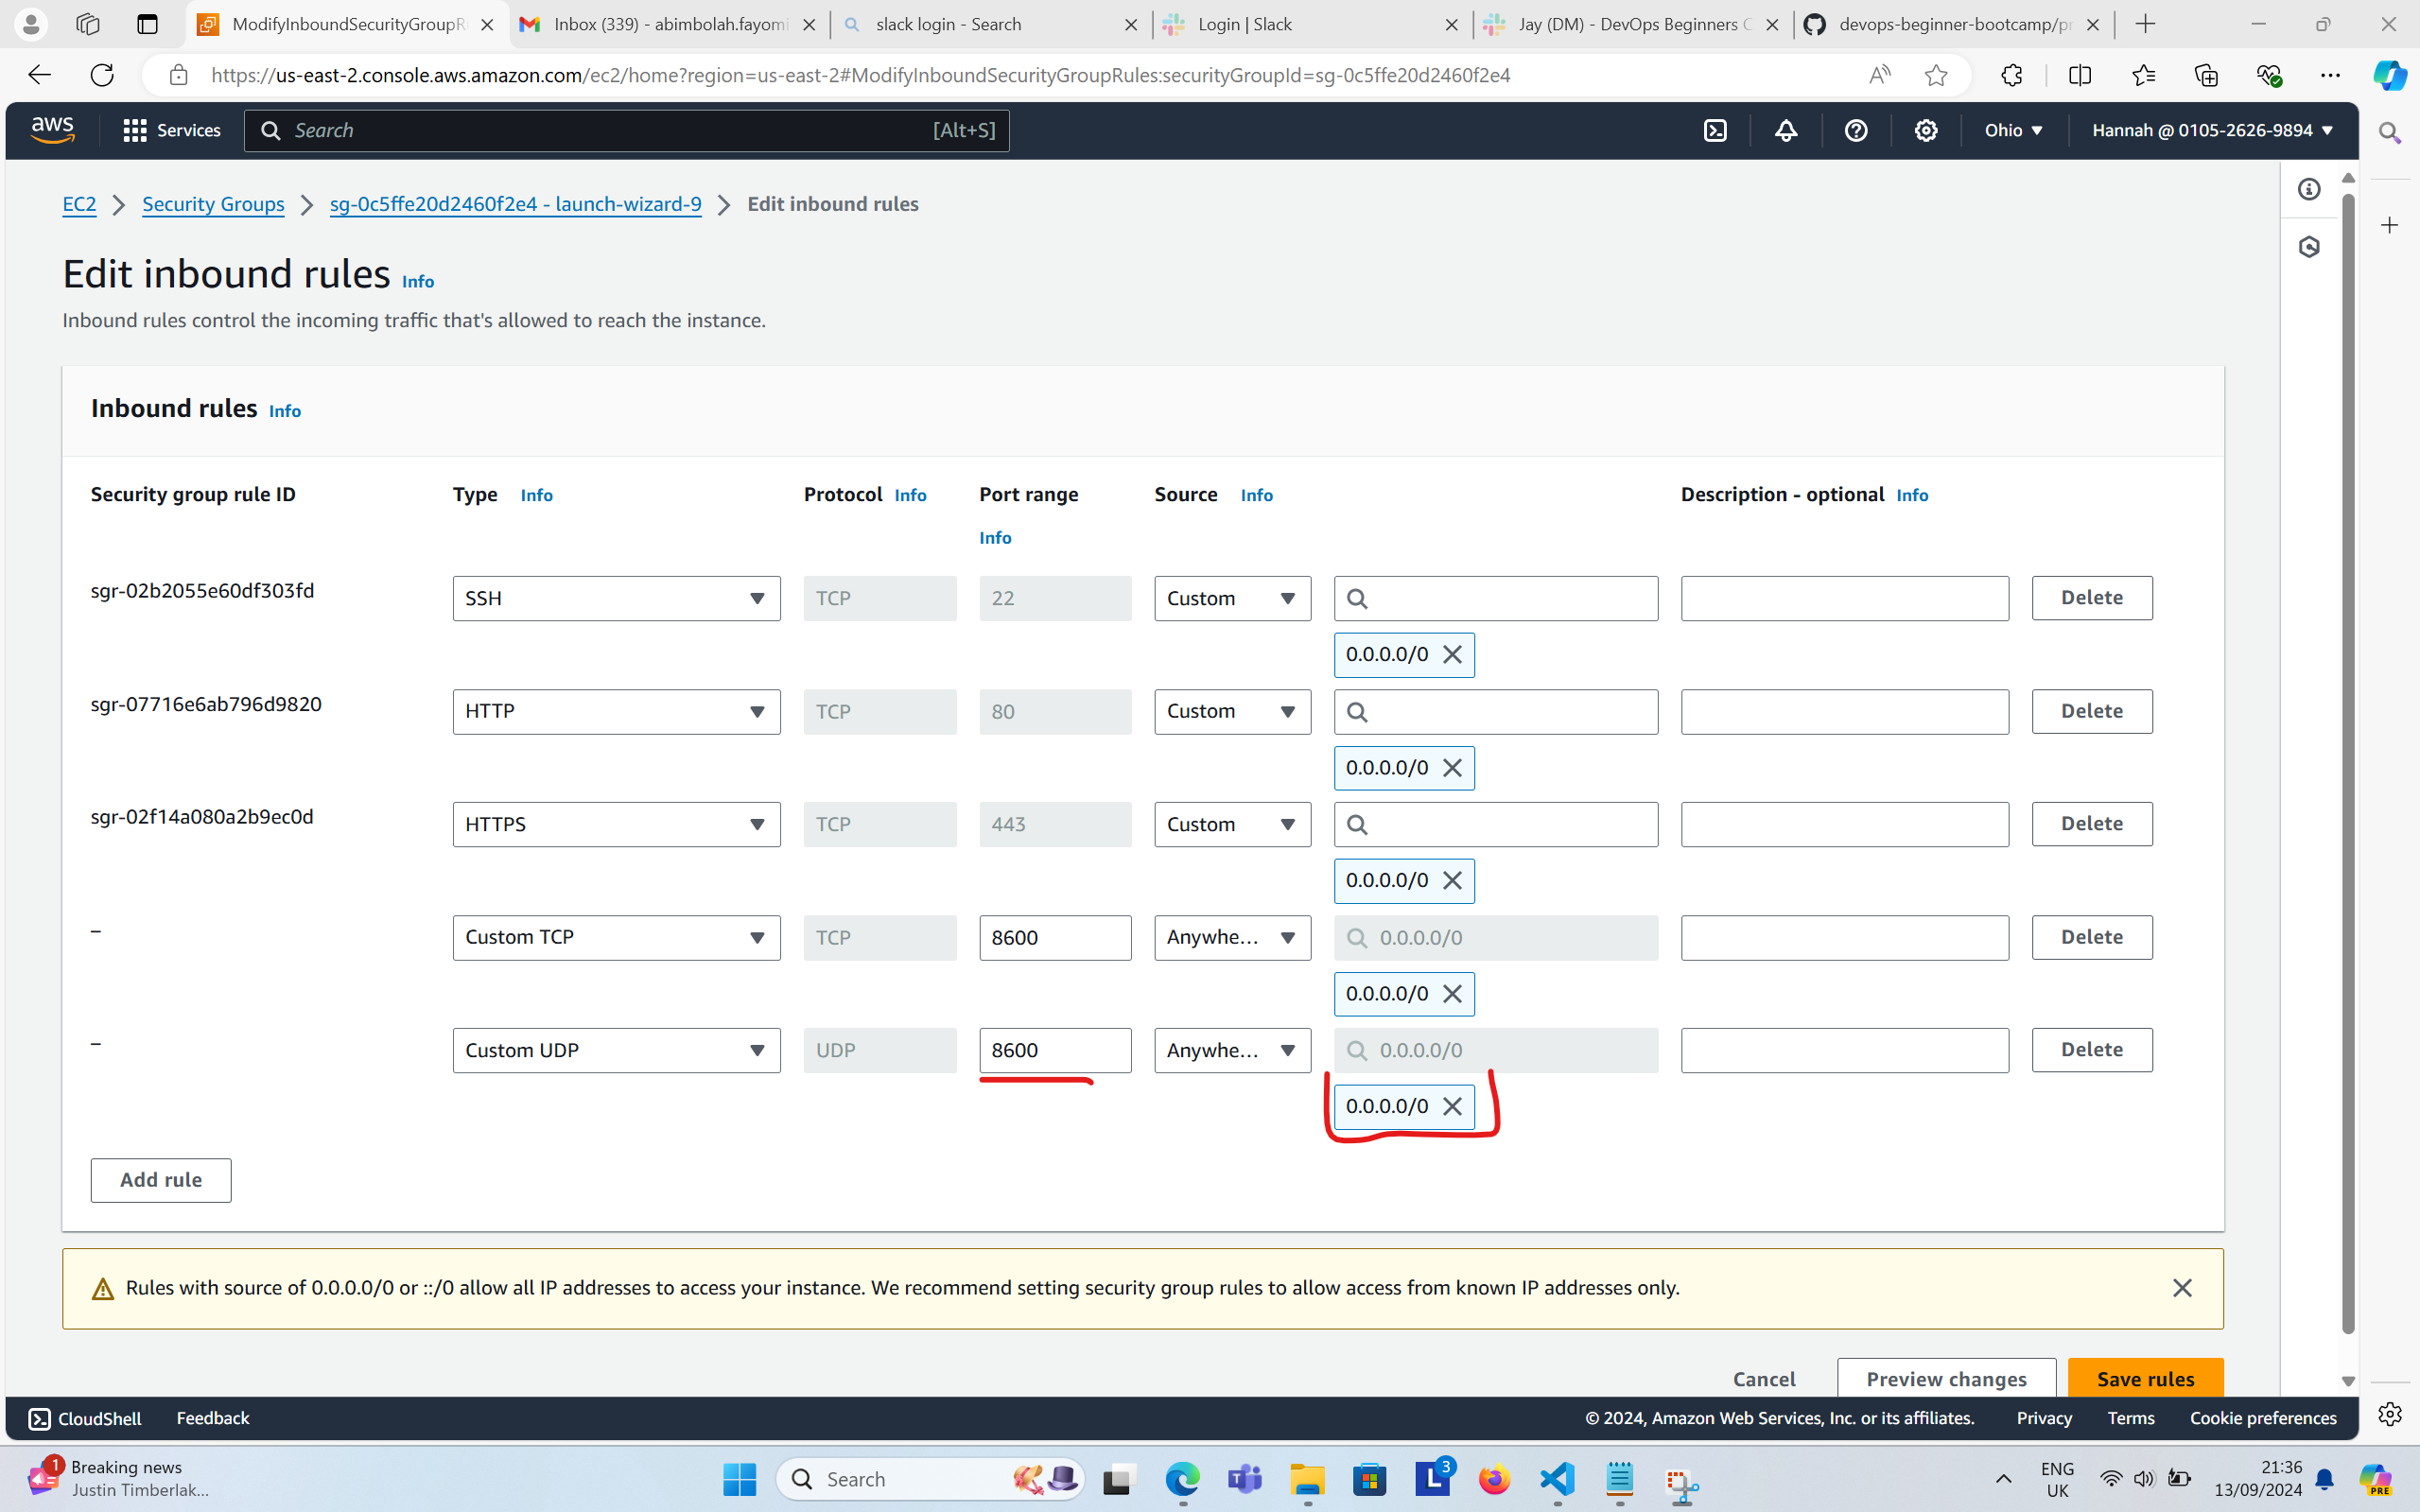 ModifyInboundSecurityGroupR
Inbox (339) - abimbolah.fayomi
slack login - Search
Login | Slack
Jay (DM) - DevOps Beginners C
devops-beginner-bootcamp/pr
https://us-east-2.console.aws.amazon.com/ec2/home?region=us-east-2#ModifyInboundSecurityGroupRules:securityGroupId=sg-0c5ffe20d2460f2e4
aws
Services
Search
[Alt+S]
Ohio
Hannah @ 0105-2626-9894
EC2
Security Groups
sg-0c5ffe20d2460f2e4 - launch-wizard-9
Edit inbound rules
Edit inbound rules Info
Inbound rules control the incoming traffic that's allowed to reach the instance.
Inbound rules Info
Security group rule ID
Type Info
Protocol Info
Port range
Info
Source Info
Description - optional Info
sgr-02b2055e60df303fd
SSH
TCP
22
Custom
Delete
0.0.0.0/0
sgr-07716e6ab796d9820
HTTP
TCP
80
Custom
Delete
0.0.0.0/0
sgr-02f14a080a2b9ec0d
HTTPS
TCP
443
Custom
Delete
0.0.0.0/0
–
Custom TCP
TCP
8600
Anywhe...
0.0.0.0/0
Delete
0.0.0.0/0
–
Custom UDP
UDP
8600
Anywhe...
0.0.0.0/0
Delete
0.0.0.0/0
Add rule
Rules with source of 0.0.0.0/0 or ::/0 allow all IP addresses to access your instance. We recommend setting security group rules to allow access from known IP addresses only.
Cancel
Preview changes
Save rules
CloudShell
Feedback
© 2024, Amazon Web Services, Inc. or its affiliates.
Privacy
Terms
Cookie preferences
1
Breaking news
Justin Timberlak...
Search
3
ENG
UK
21:36
13/09/2024
PRE